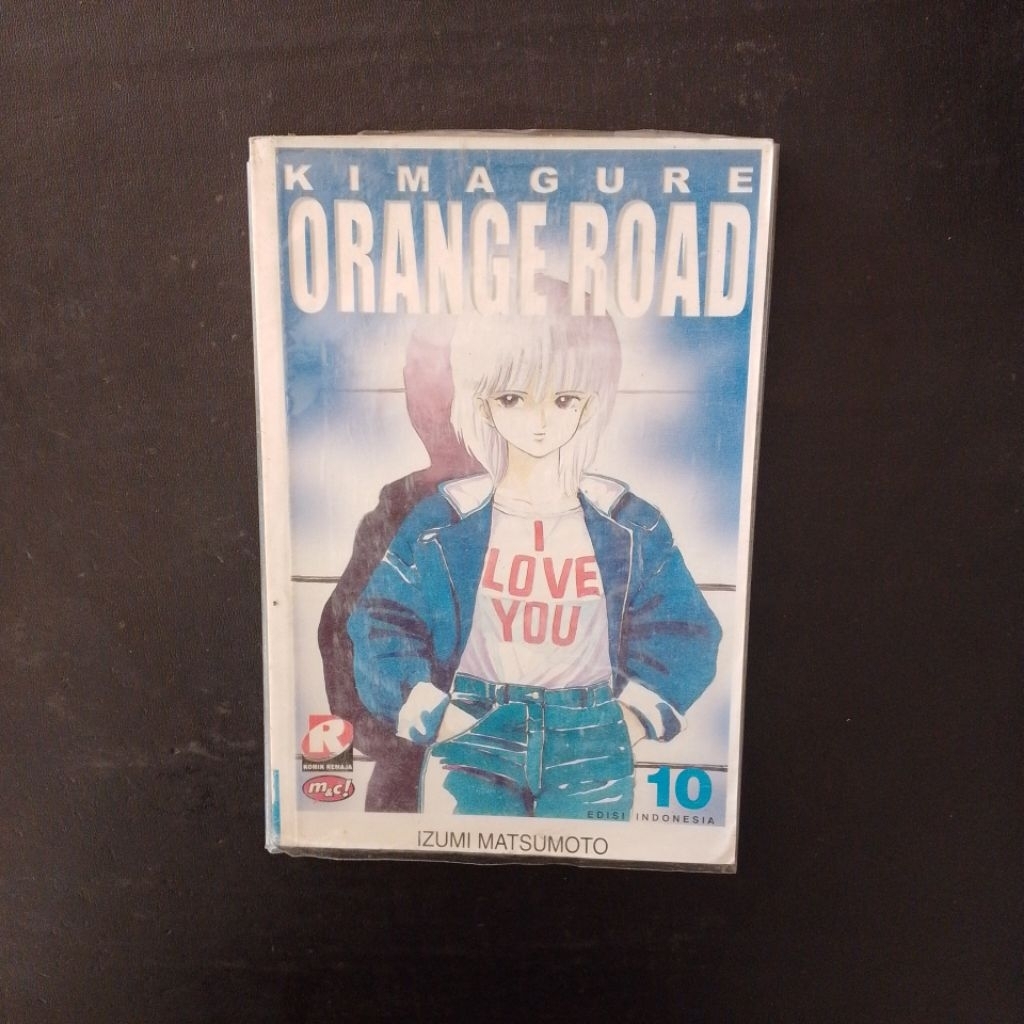 KIMAGURE
ORANGE ROAD
I
LOVE
YOU
R
KOMIK REMAJA
m&c!
10
EDISI INDONESIA
IZUMI MATSUMOTO